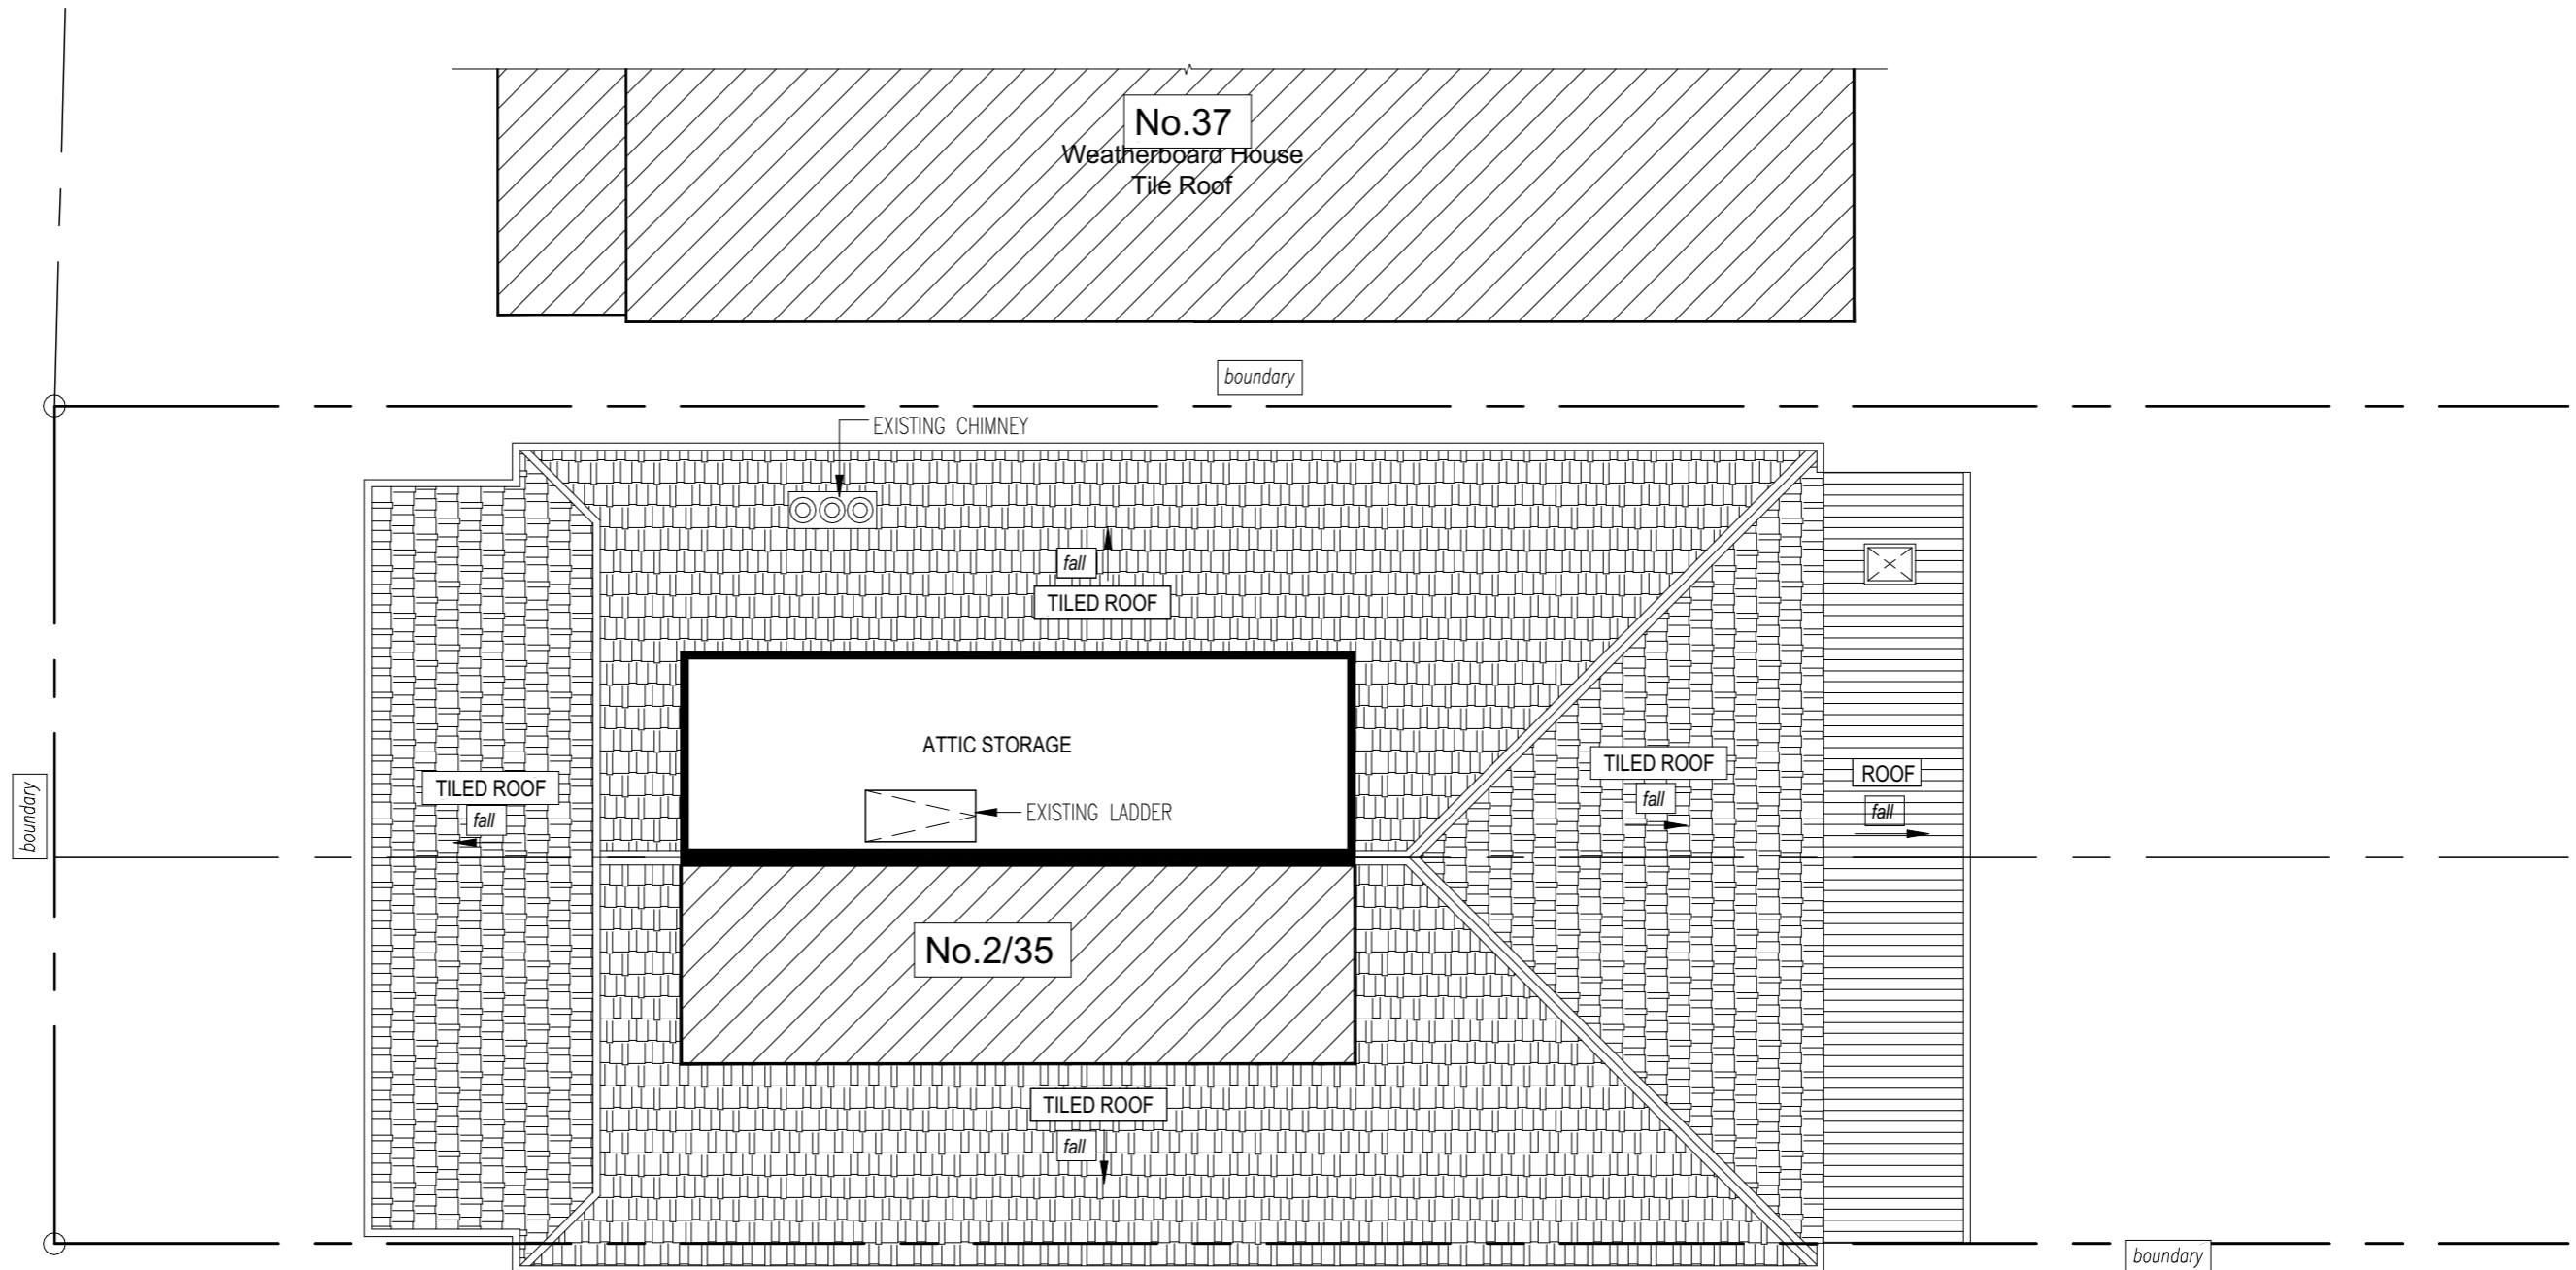 No.37
Weatherboard House
Tile Roof
boundary
EXISTING CHIMNEY
fall
TILED ROOF
ATTIC STORAGE
EXISTING LADDER
TILED ROOF
fall
TILED ROOF
fall
ROOF
fall
boundary
No.2/35
TILED ROOF
fall
boundary